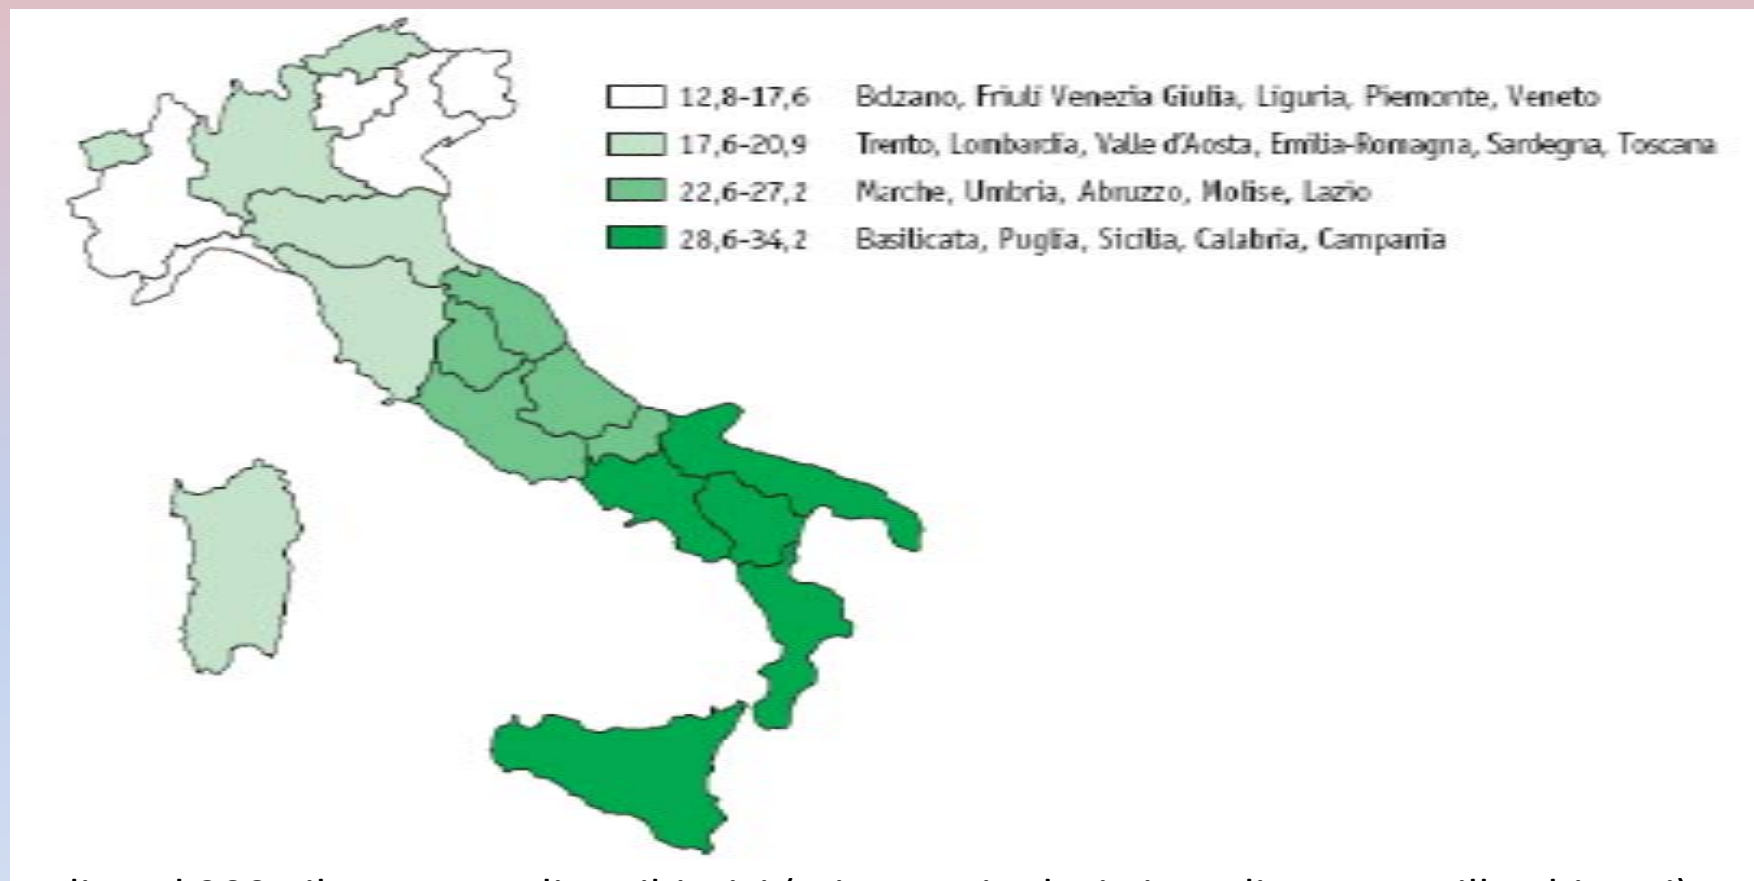 12,8-17,6 Bolzano, Friuli Venezia Giulia, Liguria, Piemonte, Veneto
17,6-20,9 Trento, Lombardia, Valle d'Aosta, Emilia-Romagna, Sardegna, Toscana
22,6-27,2 Marche, Umbria, Abruzzo, Molise, Lazio
28,6-34,2 Basilicata, Puglia, Sicilia, Calabria, Campania